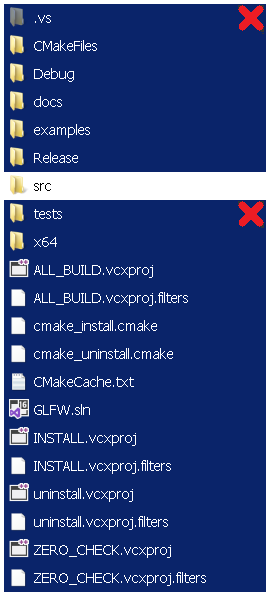 .vs
CMakeFiles
Debug
docs
examples
Release
src
tests
x64
ALL_BUILD.vcxproj
ALL_BUILD.vcxproj.filters
cmake_install.cmake
cmake_uninstall.cmake
CMakeCache.txt
GLFW.sln
INSTALL.vcxproj
INSTALL.vcxproj.filters
uninstall.vcxproj
uninstall.vcxproj.filters
ZERO_CHECK.vcxproj
ZERO_CHECK.vcxproj.filters